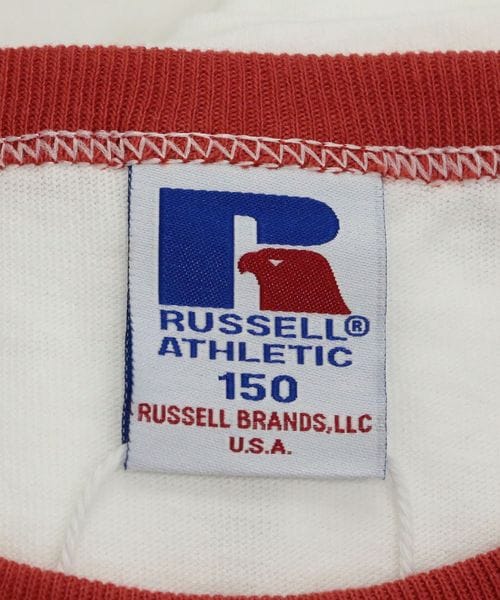 RUSSELL®
ATHLETIC
150
RUSSELL BRANDS, LLC
U.S.A.